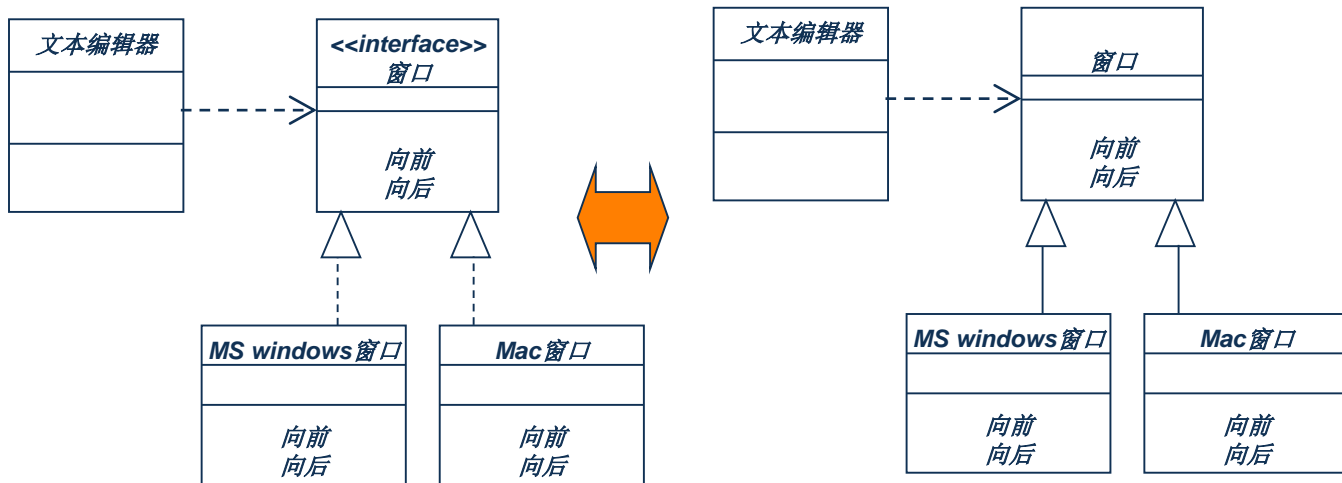 文本编辑器
<<interface>>
窗口
向前
向后
MS windows窗口
向前
向后
Mac窗口
向前
向后
文本编辑器
窗口
向前
向后
MS windows窗口
向前
向后
Mac窗口
向前
向后